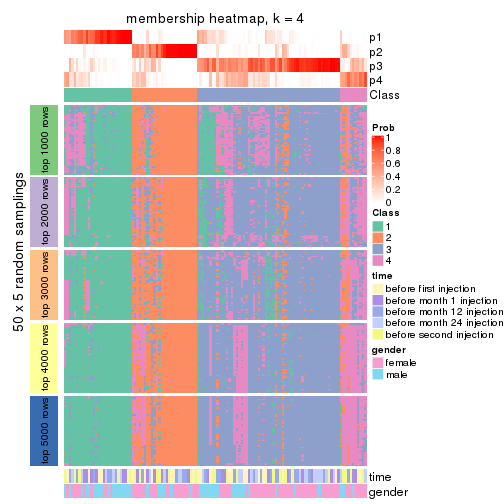 membership heatmap, k = 4
p1
p2
p3
p4
Class
50 x 5 random samplings
top 1000 rows
top 2000 rows
top 3000 rows
top 4000 rows
top 5000 rows
time
gender
Prob
1
0.8
0.6
0.4
0.2
0
Class
1
2
3
4
time
before first injection
before month 1 injection
before month 12 injection
before month 24 injection
before second injection
gender
female
male